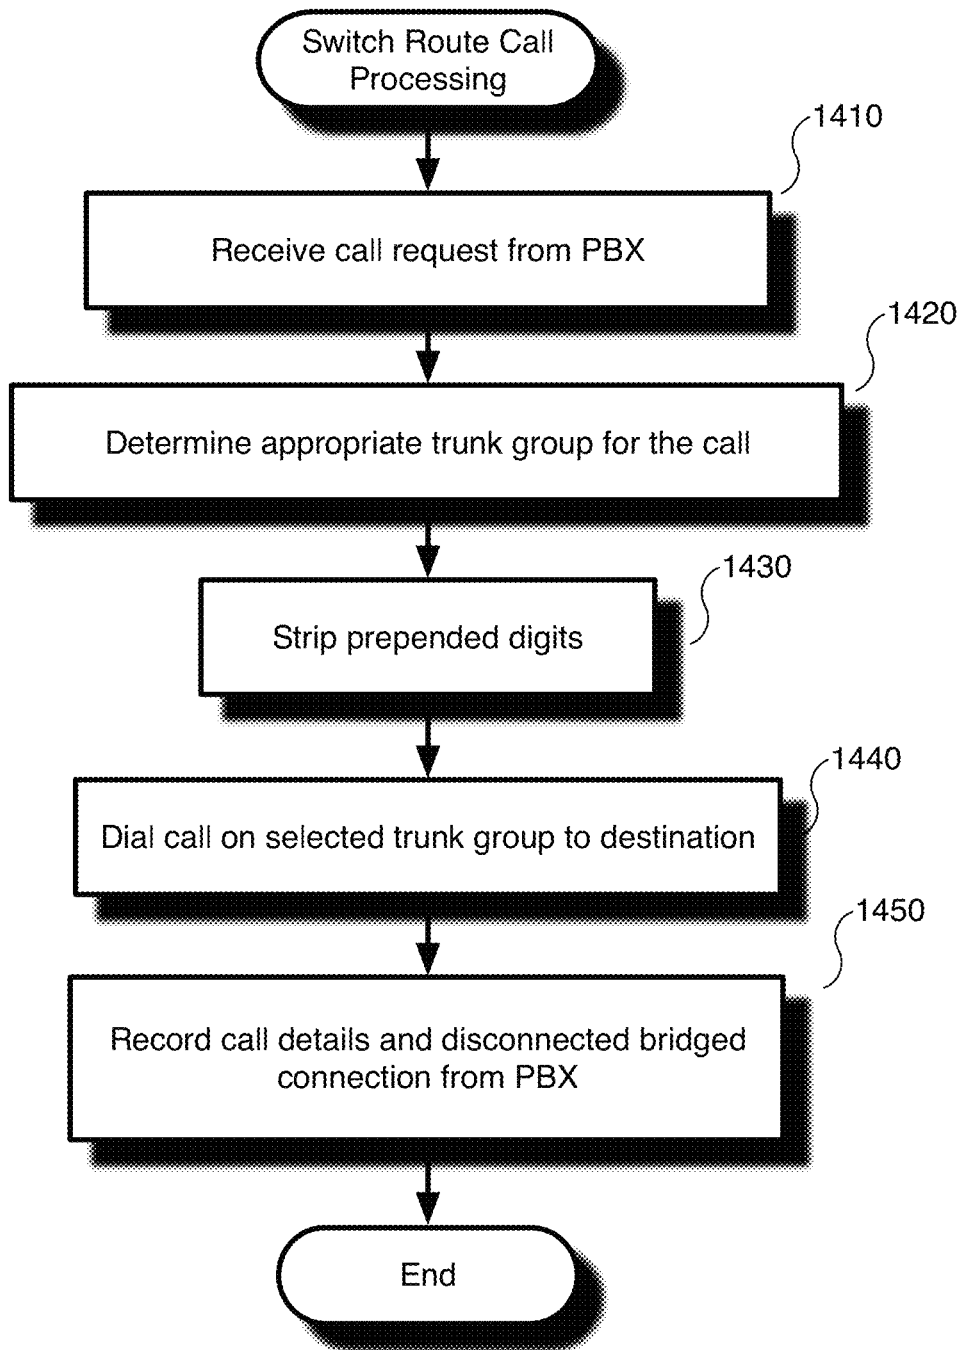 Switch Route Call
Processing
1410
Receive call request from PBX
1420
Determine appropriate trunk group for the call
1430
Strip prepended digits
1440
Dial call on selected trunk group to destination
1450
Record call details and disconnected bridged
connection from PBX
End